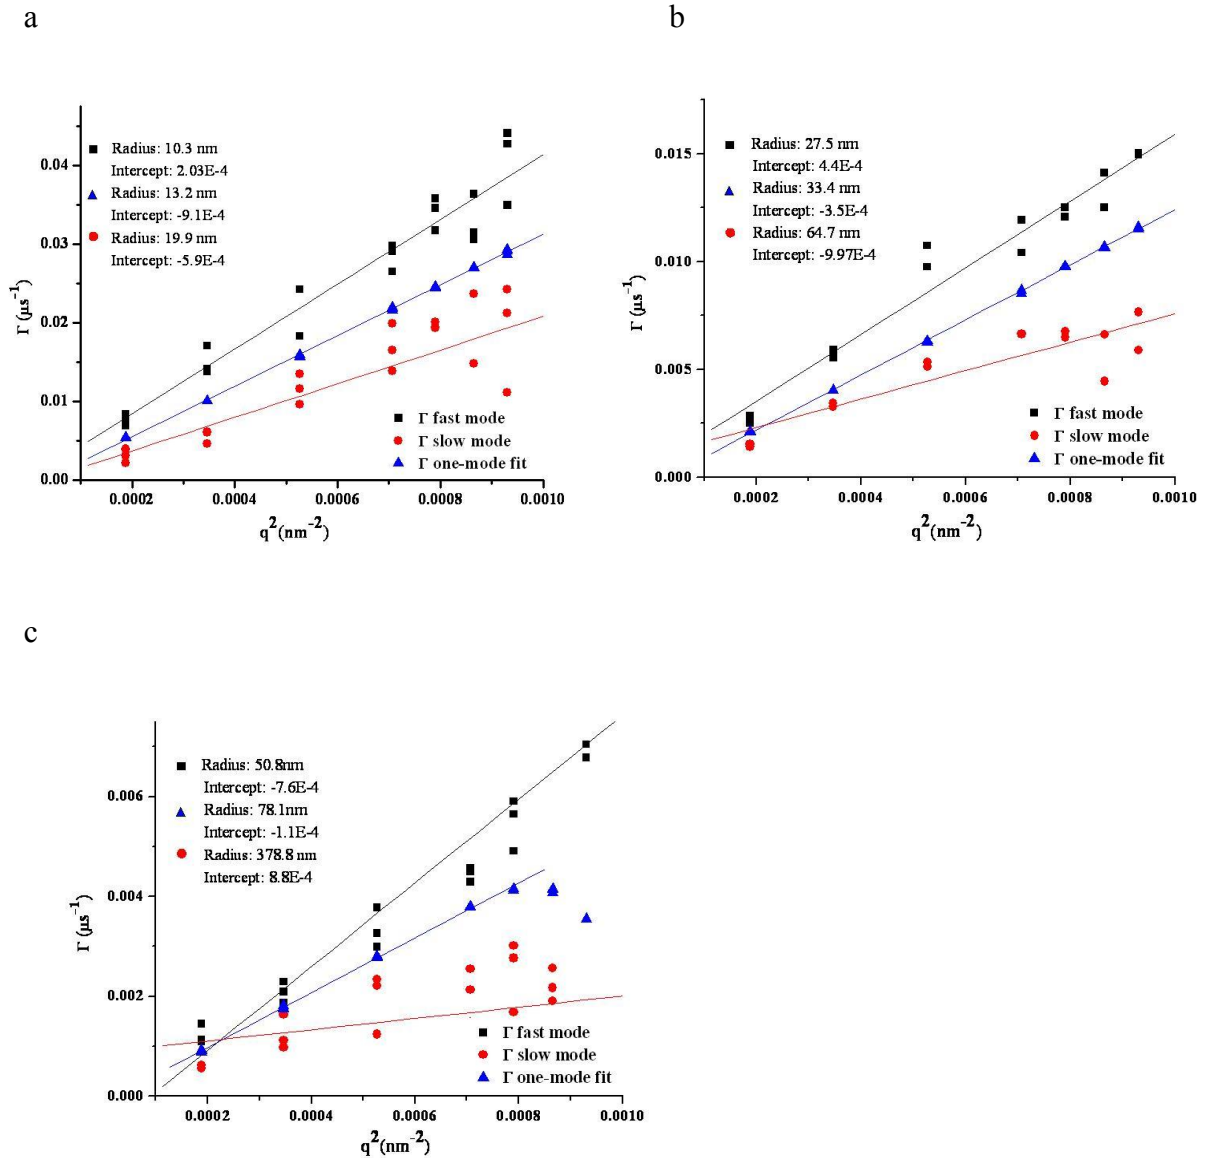 a
Radius: 10.3 nm
Intercept: 2.03E-4
Radius: 13.2 nm
Intercept: -9.1E-4
Radius: 19.9 nm
Intercept: -5.9E-4
0.04
0.03
0.02
0.01
0.00
Γ (μs⁻¹)
Γ fast mode
Γ slow mode
Γ one-mode fit
0.0002 0.0004 0.0006 0.0008 0.0010
q²(nm⁻²)
b
Radius: 27.5 nm
Intercept: 4.4E-4
Radius: 33.4 nm
Intercept: -3.5E-4
Radius: 64.7 nm
Intercept: -9.97E-4
0.015
0.010
0.005
0.000
Γ (μs⁻¹)
Γ fast mode
Γ slow mode
Γ one-mode fit
0.0002 0.0004 0.0006 0.0008 0.0010
q²(nm⁻²)
c
Radius: 50.8nm
Intercept: -7.6E-4
Radius: 78.1nm
Intercept: -1.1E-4
Radius: 378.8 nm
Intercept: 8.8E-4
0.006
0.004
0.002
0.000
Γ (μs⁻¹)
Γ fast mode
Γ slow mode
Γ one-mode fit
0.0002 0.0004 0.0006 0.0008 0.0010
q²(nm⁻²)